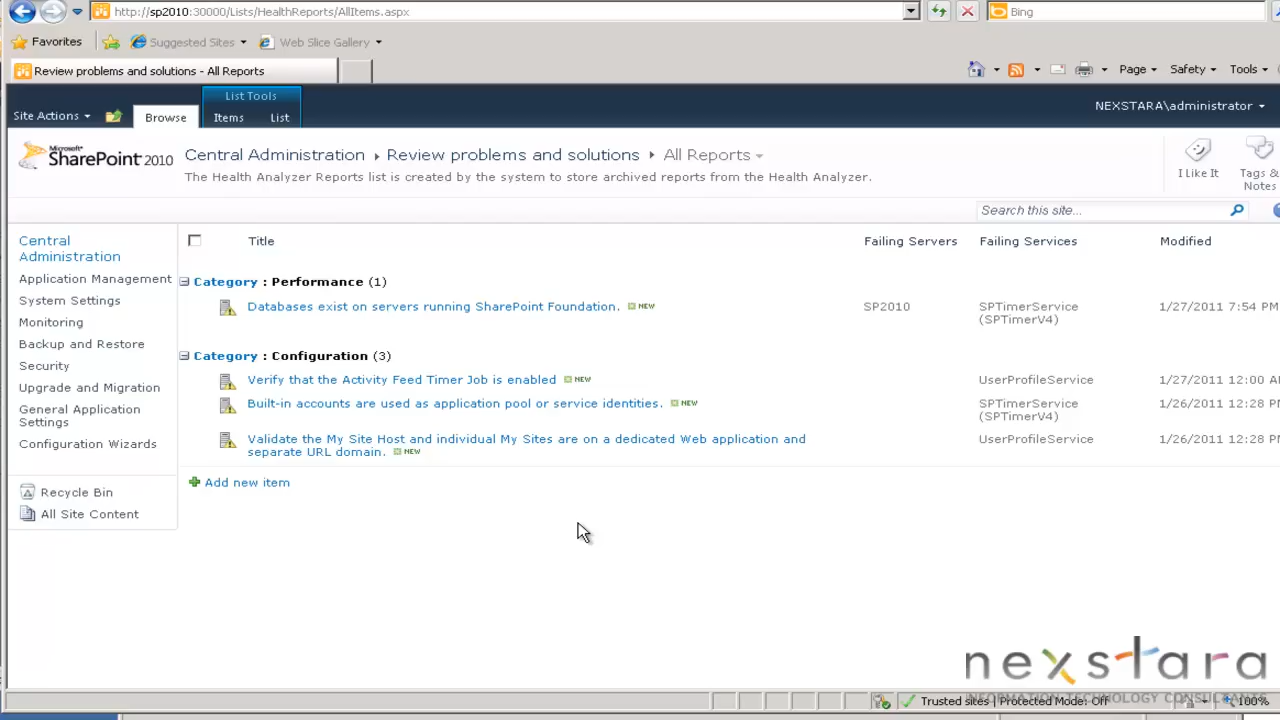 http://sp2010:30000/Lists/HealthReports/AllItems.aspx
Bing
Favorites
Suggested Sites
Web Slice Gallery
Review problems and solutions - All Reports
Page
Safety
Tools
List Tools
Site Actions
Browse
Items
List
NEXSTARA\administrator
Microsoft
SharePoint 2010
Central Administration
Review problems and solutions
All Reports
The Health Analyzer Reports list is created by the system to store archived reports from the Health Analyzer.
I Like It
Tags &
Notes
Search this site...
Central
Administration
Application Management
System Settings
Monitoring
Backup and Restore
Security
Upgrade and Migration
General Application
Settings
Configuration Wizards
Recycle Bin
All Site Content
Title
Failing Servers
Failing Services
Modified
Category : Performance (1)
Databases exist on servers running SharePoint Foundation. NEW
SP2010
SPTimerService
(SPTimerV4)
1/27/2011 7:54 PM
Category : Configuration (3)
Verify that the Activity Feed Timer Job is enabled NEW
UserProfileService
1/27/2011 12:00 A
Built-in accounts are used as application pool or service identities. NEW
SPTimerService
(SPTimerV4)
1/26/2011 12:28 P
Validate the My Site Host and individual My Sites are on a dedicated Web application and
separate URL domain. NEW
UserProfileService
1/26/2011 12:28 P
Add new item
nexstara
INFORMATION TECHNOLOGY CONSULTANTS
Trusted sites | Protected Mode: Off
100%